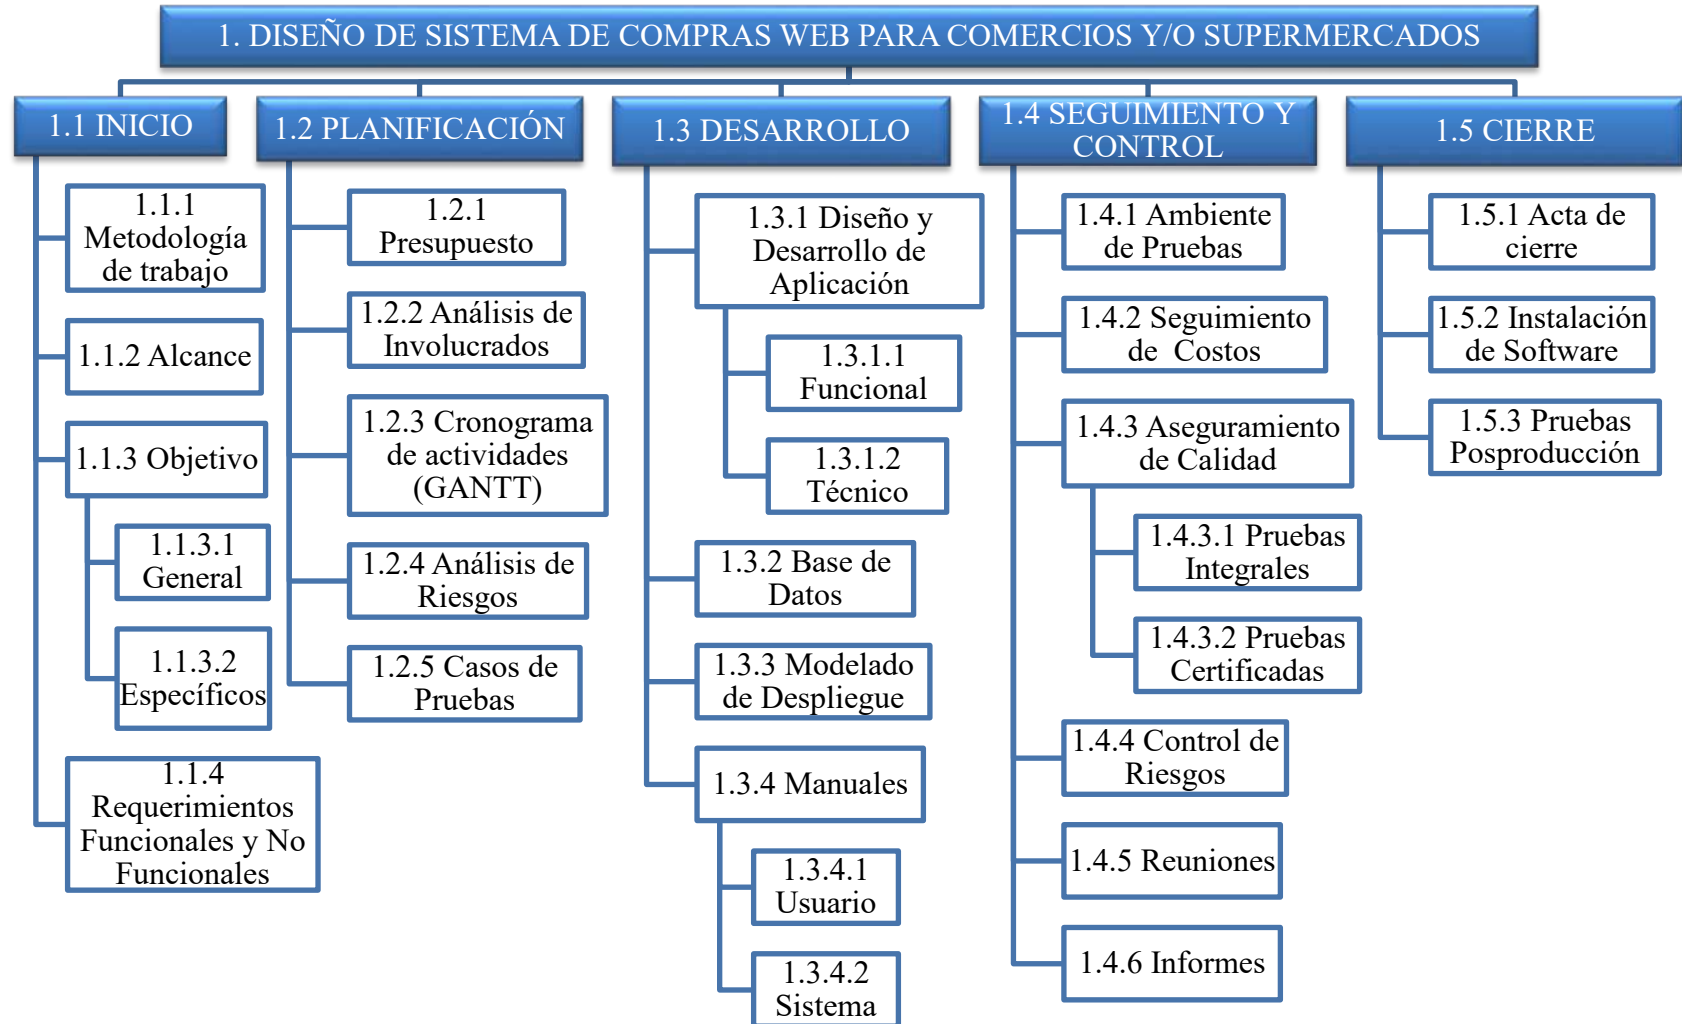 1. DISEÑO DE SISTEMA DE COMPRAS WEB PARA COMERCIOS Y/O SUPERMERCADOS
1.1 INICIO
1.1.1
Metodología
de trabajo
1.1.2 Alcance
1.1.3 Objetivo
1.1.3.1
General
1.1.3.2
Específicos
1.1.4
Requerimientos
Funcionales y No
Funcionales
1.2 PLANIFICACIÓN
1.2.1
Presupuesto
1.2.2 Análisis de
Involucrados
1.2.3 Cronograma
de actividades
(GANTT)
1.2.4 Análisis de
Riesgos
1.2.5 Casos de
Pruebas
1.3 DESARROLLO
1.3.1 Diseño y
Desarrollo de
Aplicación
1.3.1.1
Funcional
1.3.1.2
Técnico
1.3.2 Base de
Datos
1.3.3 Modelado
de Despliegue
1.3.4 Manuales
1.3.4.1
Usuario
1.3.4.2
Sistema
1.4 SEGUIMIENTO Y
CONTROL
1.4.1 Ambiente
de Pruebas
1.4.2 Seguimiento
de Costos
1.4.3 Aseguramiento
de Calidad
1.4.3.1 Pruebas
Integrales
1.4.3.2 Pruebas
Certificadas
1.4.4 Control de
Riesgos
1.4.5 Reuniones
1.4.6 Informes
1.5 CIERRE
1.5.1 Acta de
cierre
1.5.2 Instalación
de Software
1.5.3 Pruebas
Posproducción